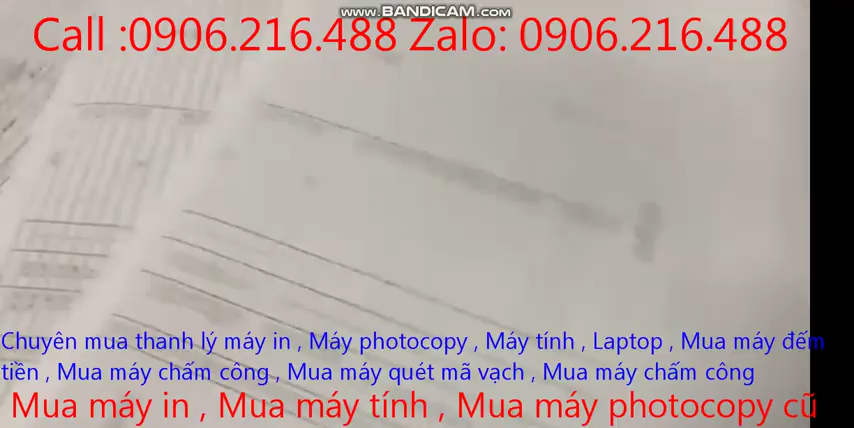 www.BANDICAM.com
Call :0906.216.488 Zalo: 0906.216.488
Chuyên mua thanh lý máy in , Máy photocopy , Máy tính , Laptop , Mua máy đếm
tiền , Mua máy chấm công , Mua máy quét mã vạch , Mua máy chấm công
Mua máy in , Mua máy tính , Mua máy photocopy cũ